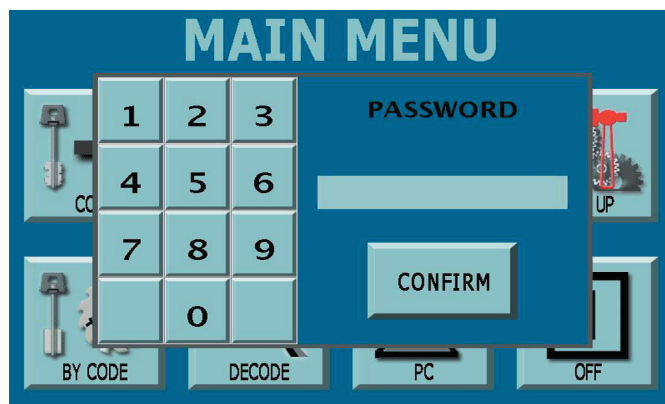 MAIN MENU
1 2 3
PASSWORD
4 5 6
7 8 9
CONFIRM
0
CO
UP
BY CODE
DECODE
PC
OFF